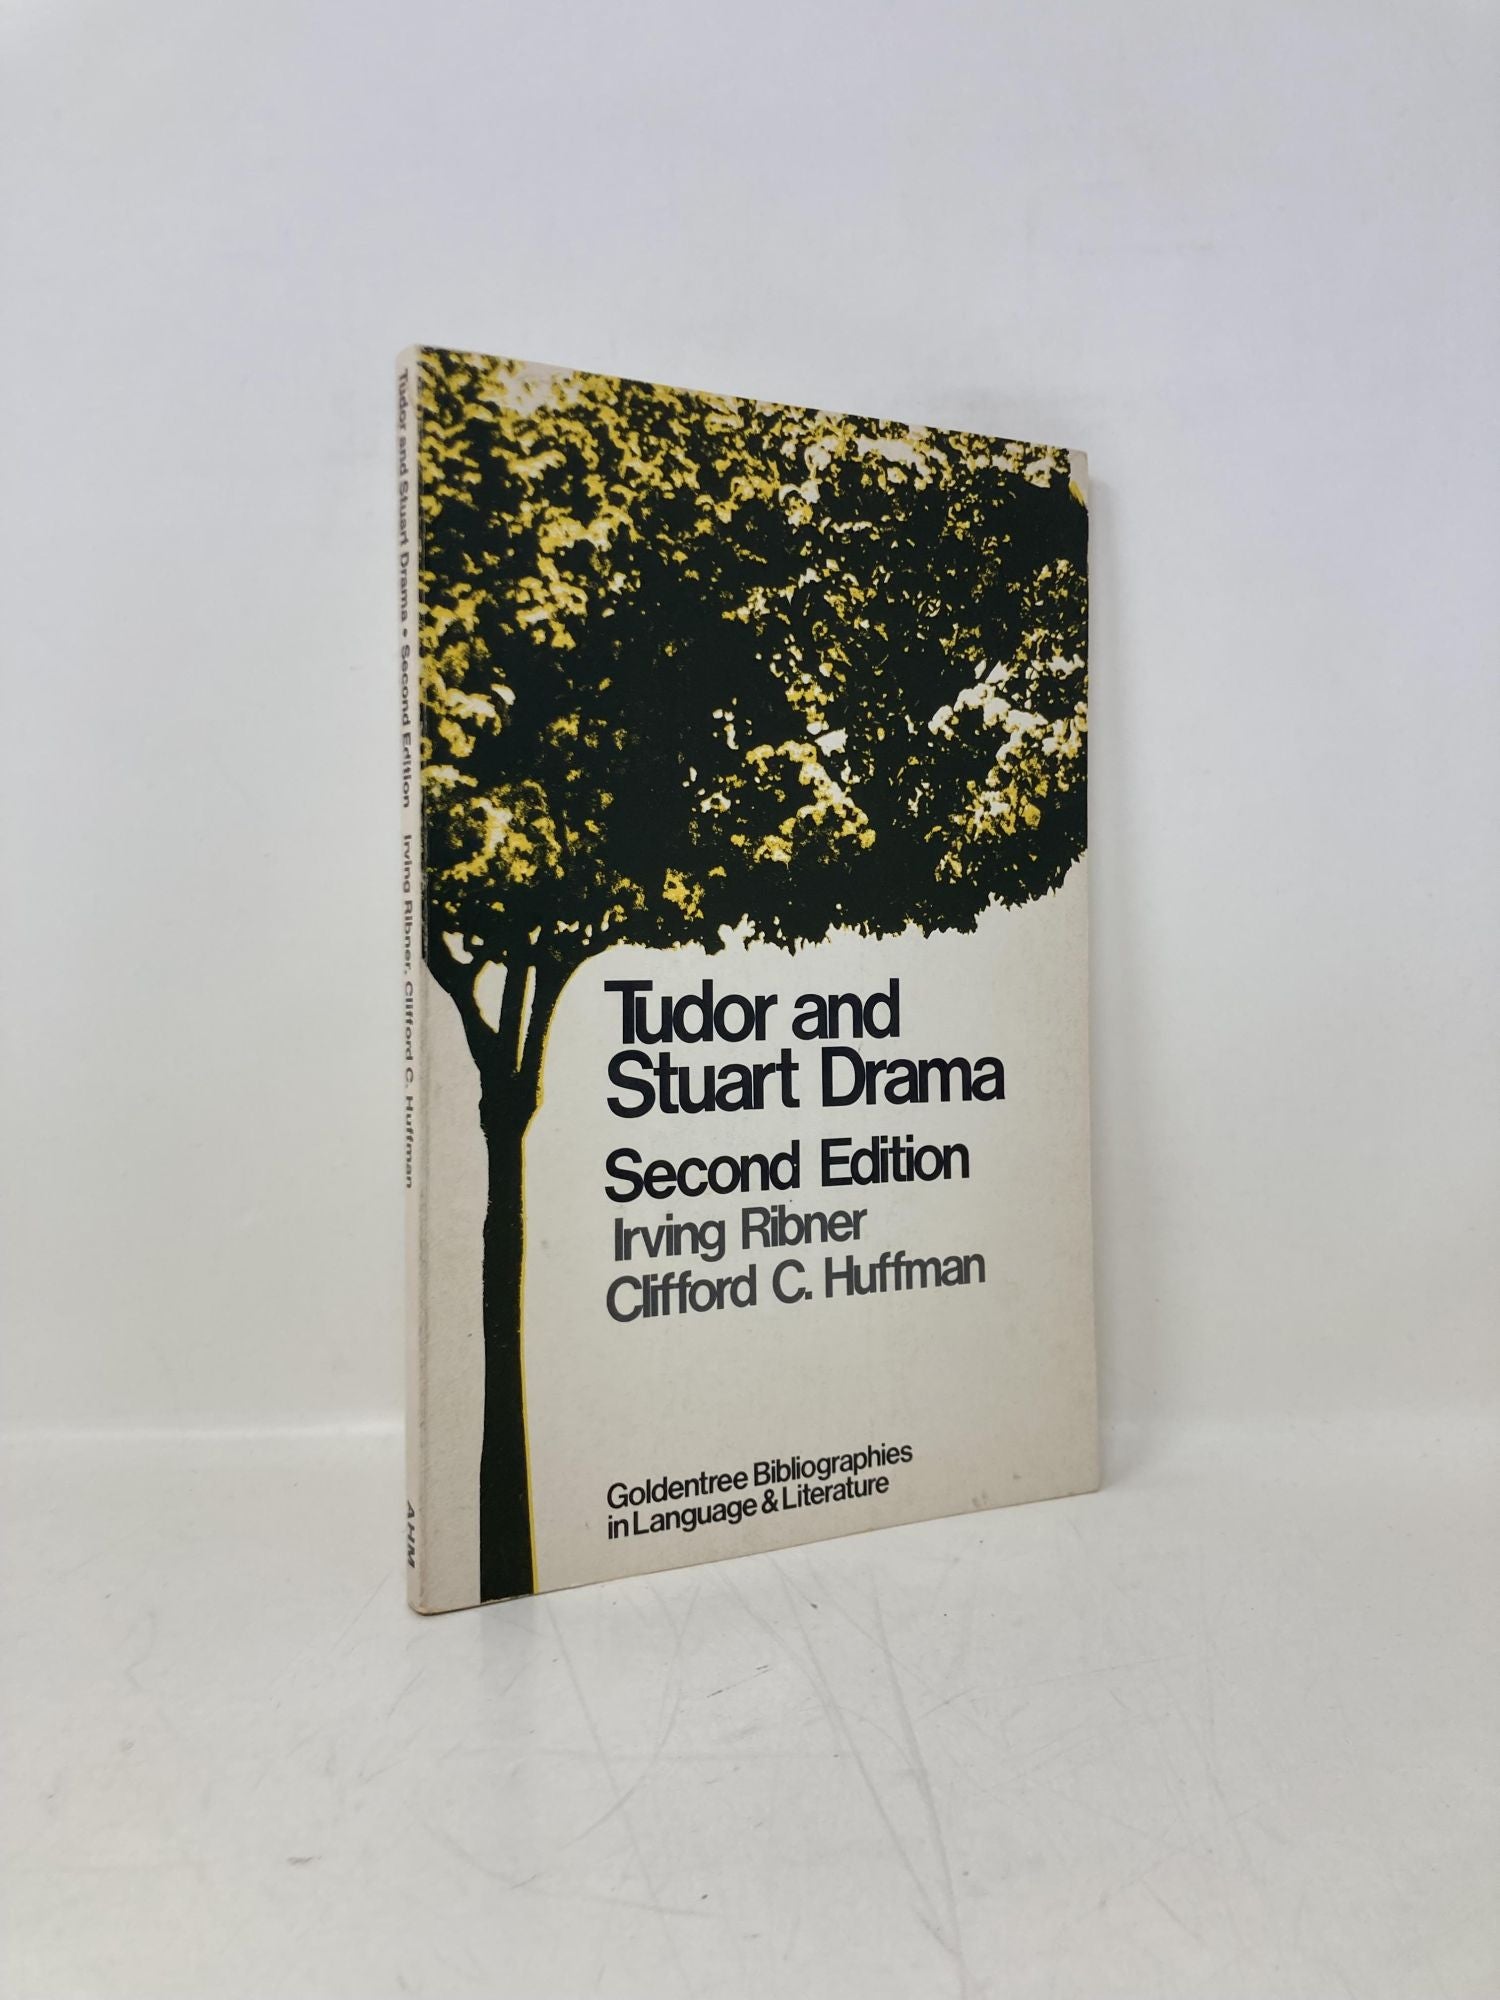 Tudor and Stuart Drama • Second Edition Irving Ribner, Clifford C. Huffman
AHM
Tudor and
Stuart Drama
Second Edition
Irving Ribner
Clifford C. Huffman
Goldentree Bibliographies
in Language & Literature